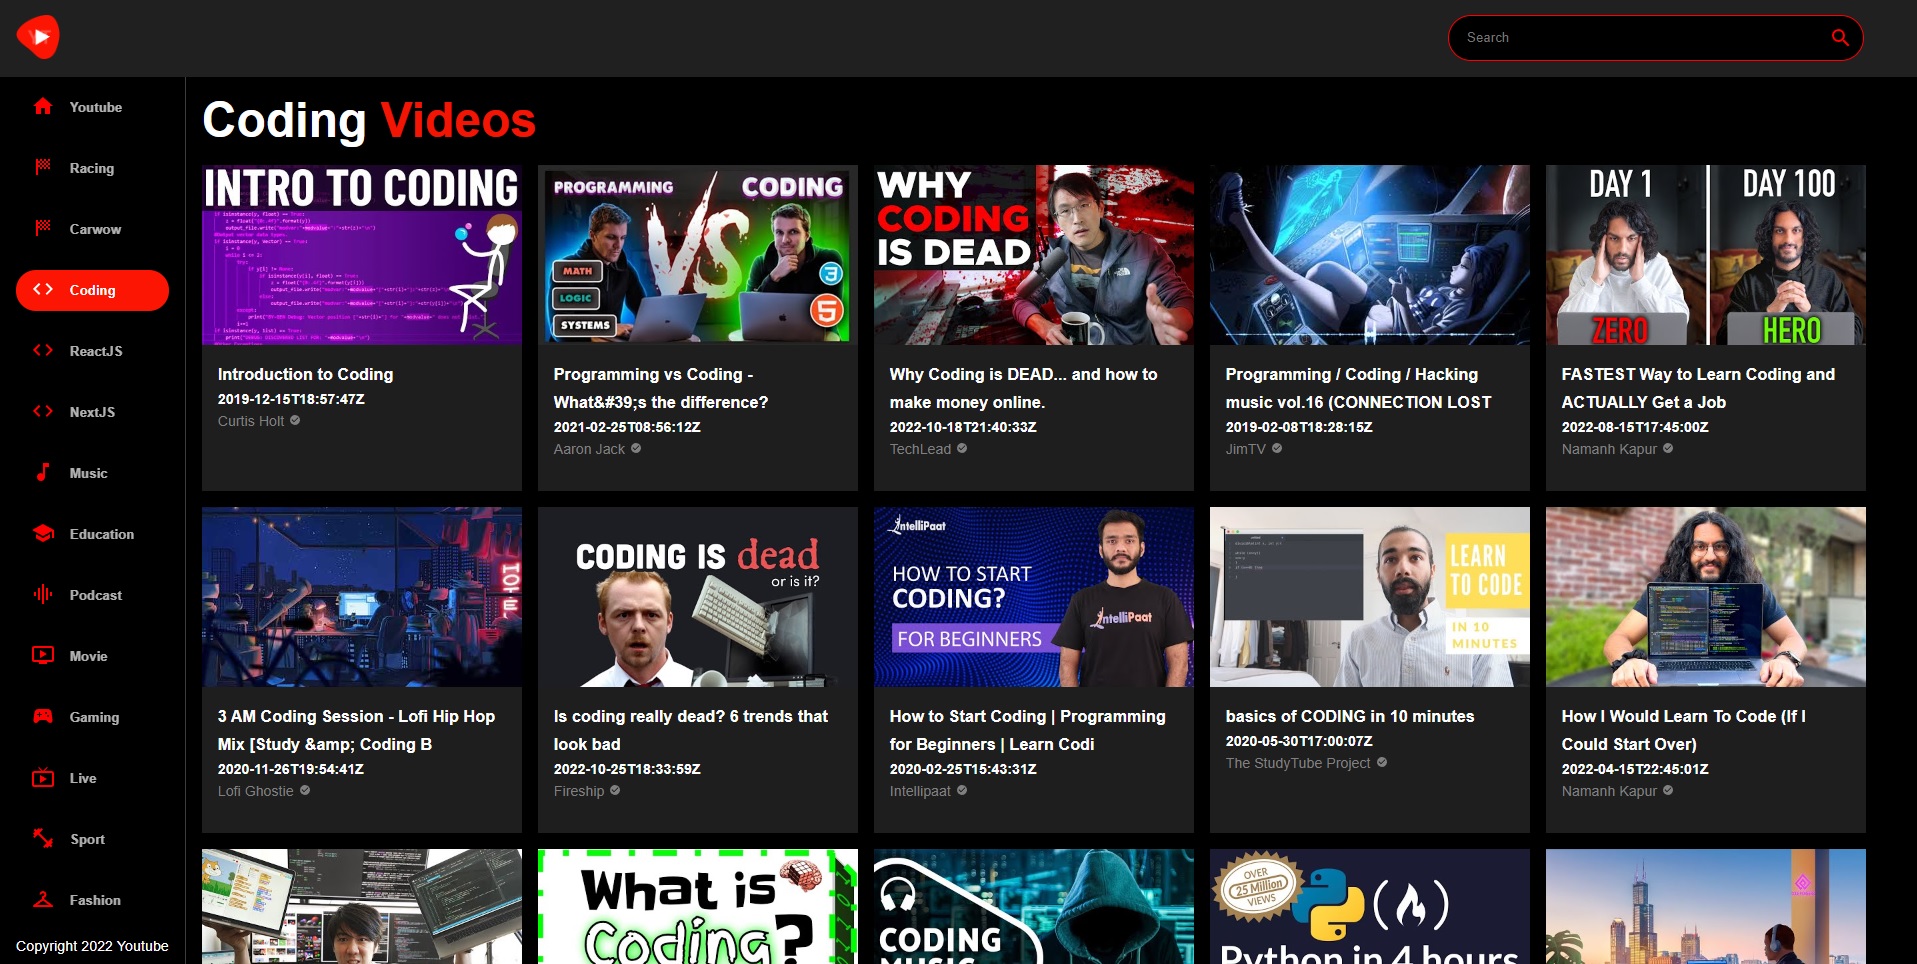 Search
Youtube
Racing
Carwow
Coding
ReactJS
NextJS
Music
Education
Podcast
Movie
Gaming
Live
Sport
Fashion
Copyright 2022 Youtube
Coding Videos
INTRO TO CODING
Introduction to Coding
2019-12-15T18:57:47Z
Curtis Holt
PROGRAMMING
CODING
VS
MATH
LOGIC
SYSTEMS
3
5
Programming vs Coding -
What&#39;s the difference?
2021-02-25T08:56:12Z
Aaron Jack
WHY
CODING
IS DEAD
Why Coding is DEAD... and how to
make money online.
2022-10-18T21:40:33Z
TechLead
Programming / Coding / Hacking
music vol.16 (CONNECTION LOST
2019-02-08T18:28:15Z
JimTV
DAY 1
DAY 100
ZERO
HERO
FASTEST Way to Learn Coding and
ACTUALLY Get a Job
2022-08-15T17:45:00Z
Namanh Kapur
3 AM Coding Session - Lofi Hip Hop
Mix [Study &amp; Coding B
2020-11-26T19:54:41Z
Lofi Ghostie
CODING IS dead
or is it?
Is coding really dead? 6 trends that
look bad
2022-10-25T18:33:59Z
Fireship
IntelliPaat
HOW TO START
CODING?
FOR BEGINNERS
IntelliPaat
How to Start Coding | Programming
for Beginners | Learn Codi
2020-02-25T15:43:31Z
Intellipaat
LEARN
TO CODE
IN 10
MINUTES
basics of CODING in 10 minutes
2020-05-30T17:00:07Z
The StudyTube Project
How I Would Learn To Code (If I
Could Start Over)
2022-04-15T22:45:01Z
Namanh Kapur
What is
Coding?
CODING
MUSIC
OVER
25 Million
VIEWS
Python in 4 hours